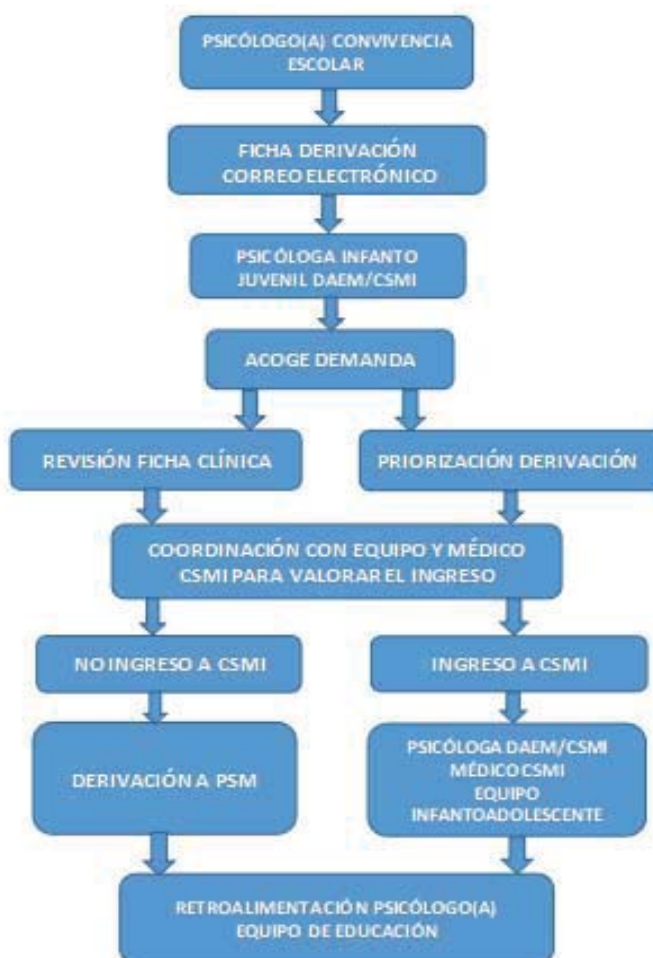 PSICÓLOGO(A) CONVIVENCIA
ESCOLAR
FICHA DERIVACIÓN
CORREO ELECTRÓNICO
PSICÓLOGA INFANTO
JUVENIL DAEM/CSMI
ACOGE DEMANDA
REVISIÓN FICHA CLÍNICA
PRIORIZACIÓN DERIVACIÓN
COORDINACIÓN CON EQUIPO Y MÉDICO
CSMI PARA VALORAR EL INGRESO
NO INGRESO A CSMI
INGRESO A CSMI
DERIVACIÓN A PSM
PSICÓLOGA DAEM/CSMI
MÉDICO CSMI
EQUIPO
INFANTOADOLESCENTE
RETROALIMENTACIÓN PSICÓLOGO(A)
EQUIPO DE EDUCACIÓN